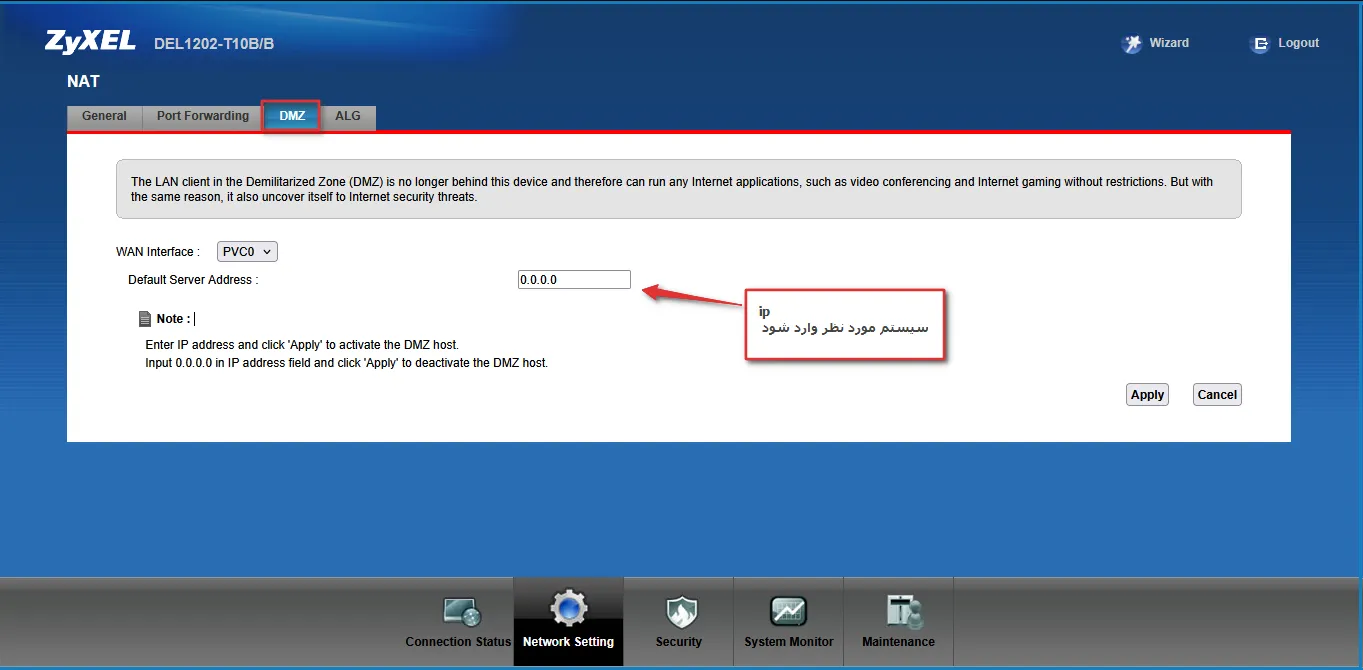 ZyXEL DEL1202-T10B/B
Wizard
Logout
NAT
General
Port Forwarding
DMZ
ALG
The LAN client in the Demilitarized Zone (DMZ) is no longer behind this device and therefore can run any Internet applications, such as video conferencing and Internet gaming without restrictions. But with
the same reason, it also uncover itself to Internet security threats.
WAN Interface : PVC0
Default Server Address : 0.0.0.0
ip
سیستم مورد نظر وارد شود
Note :
Enter IP address and click 'Apply' to activate the DMZ host.
Input 0.0.0.0 in IP address field and click 'Apply' to deactivate the DMZ host.
Apply
Cancel
Connection Status
Network Setting
Security
System Monitor
Maintenance